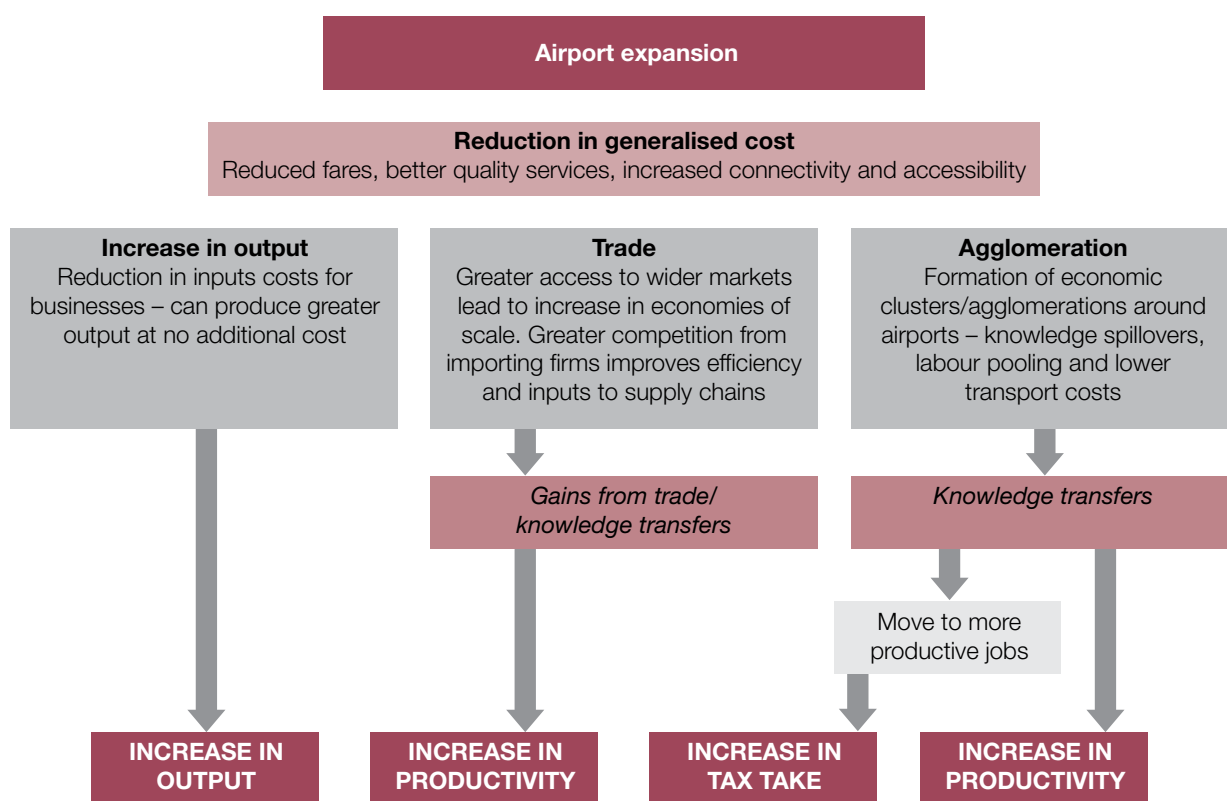 Airport expansion
Reduction in generalised cost
Reduced fares, better quality services, increased connectivity and accessibility
Increase in output
Reduction in inputs costs for
businesses – can produce greater
output at no additional cost
Trade
Greater access to wider markets
lead to increase in economies of
scale. Greater competition from
importing firms improves efficiency
and inputs to supply chains
Agglomeration
Formation of economic
clusters/agglomerations around
airports – knowledge spillovers,
labour pooling and lower
transport costs
Gains from trade/
knowledge transfers
Knowledge transfers
Move to more
productive jobs
INCREASE IN
OUTPUT
INCREASE IN
PRODUCTIVITY
INCREASE IN
TAX TAKE
INCREASE IN
PRODUCTIVITY